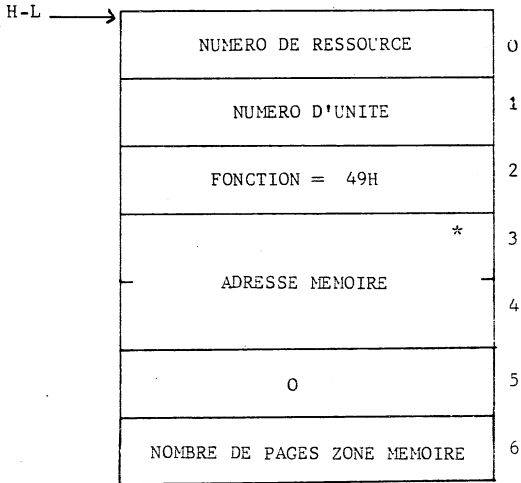 H-L
NUMERO DE RESSOURCE 0
NUMERO D'UNITE 1
FONCTION = 49H 2
* 3
ADRESSE MEMOIRE
4
0 5
NOMBRE DE PAGES ZONE MEMOIRE 6